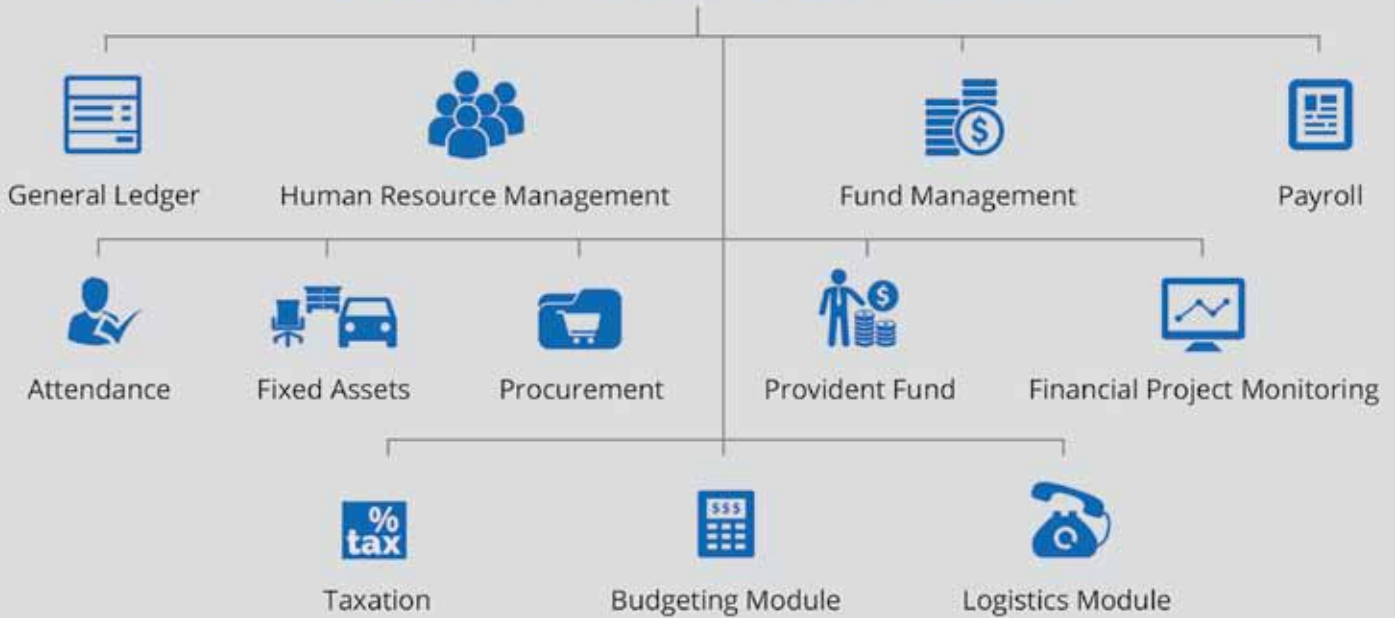 General Ledger
Human Resource Management
$
Fund Management
Payroll
$
Attendance
Fixed Assets
Procurement
Provident Fund
Financial Project Monitoring
%
tax
$$$
Taxation
Budgeting Module
Logistics Module